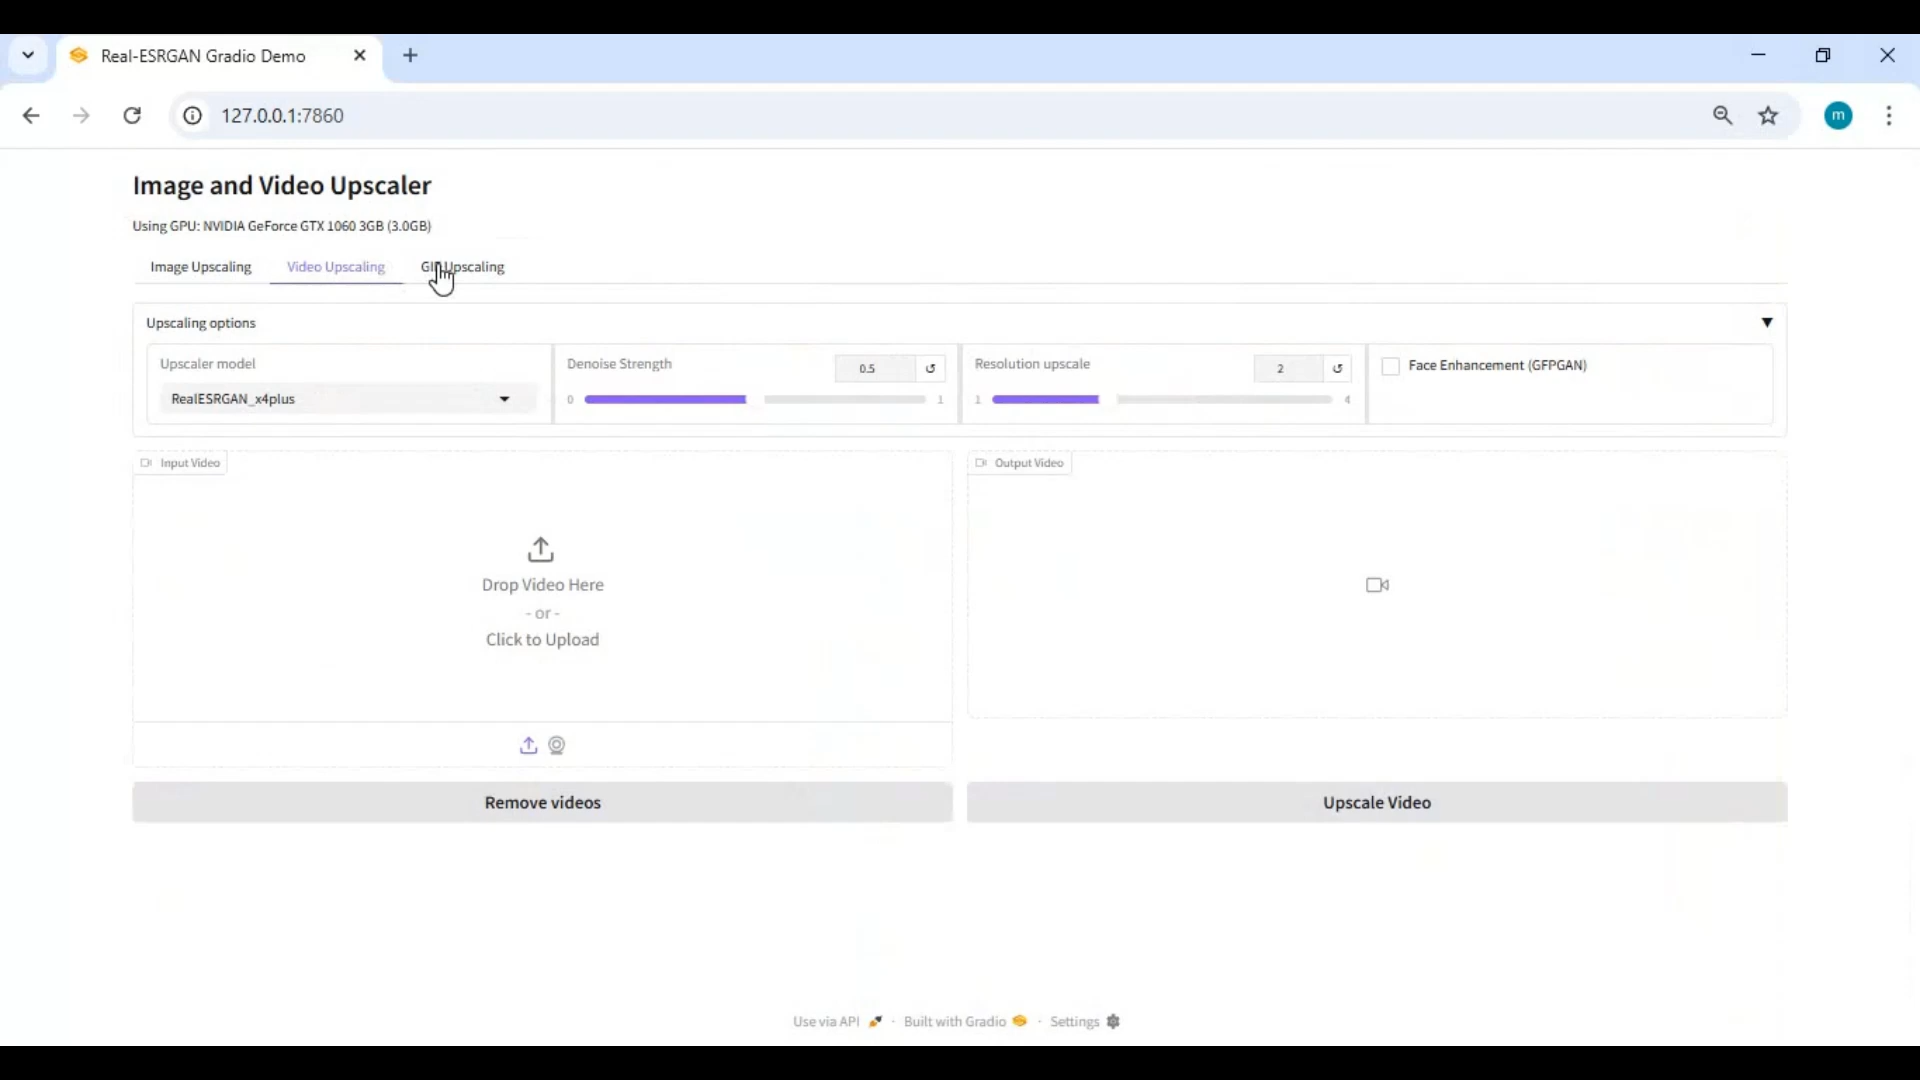 Real-ESRGAN Gradio Demo
127.0.0.1:7860
m
Image and Video Upscaler
Using GPU: NVIDIA GeForce GTX 1060 3GB (3.0GB)
Image Upscaling Video Upscaling GIF Upscaling
Upscaling options
Upscaler model
RealESRGAN_x4plus
Denoise Strength
0.5
0 1
Resolution upscale
2
1 4
Face Enhancement (GFPGAN)
Input Video
Drop Video Here
- or -
Click to Upload
Output Video
Remove videos
Upscale Video
Use via API · Built with Gradio · Settings